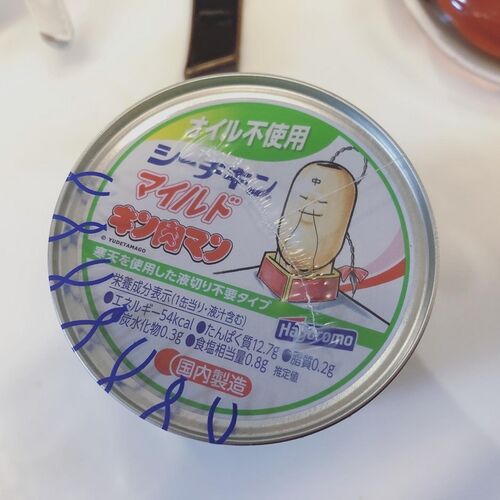 オイル不使用
シーチキン
マイルド
キン肉マン
© YUDETAMAGO
寒天を使用した液切り不要タイプ
中
栄養成分表示(1缶当り・液汁含む)
●エネルギー54kcal ●たんぱく質12.7g ●脂質0.2g
●炭水化物0.3g ●食塩相当量0.8g 推定値
Hagoromo
国内製造